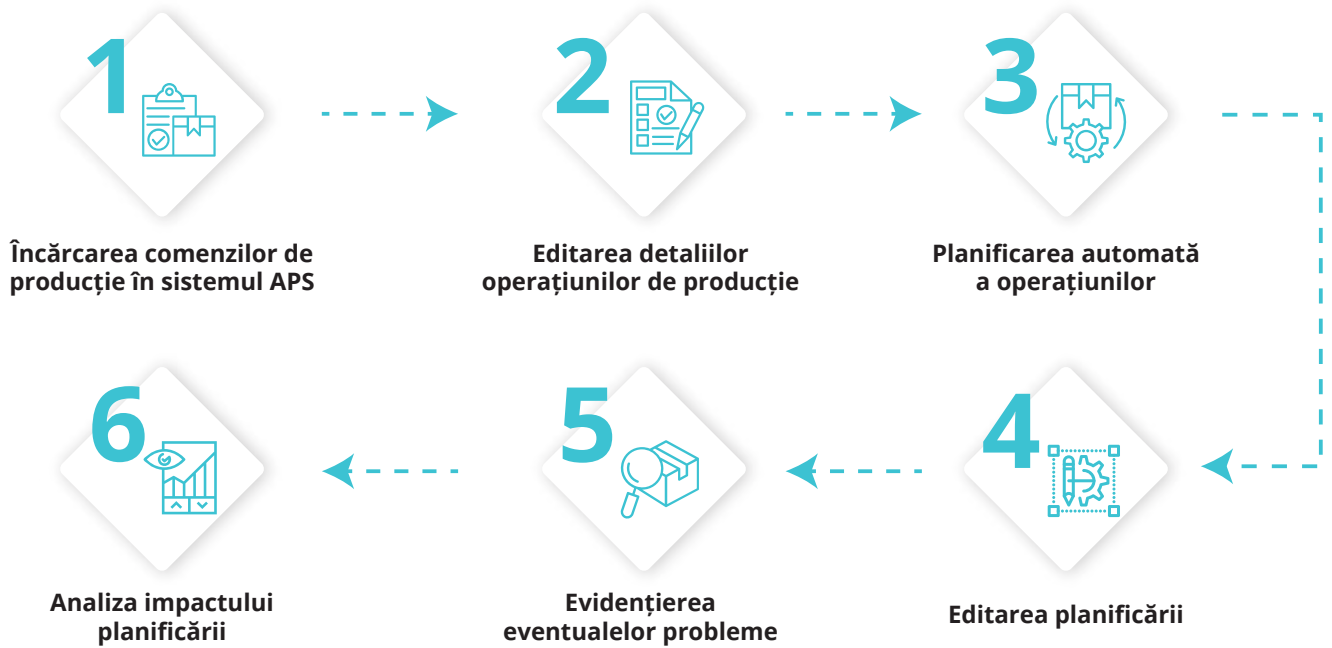 1
Încărcarea comenzilor de
producție în sistemul APS
2
Editarea detaliilor
operațiunilor de producție
3
Planificarea automată
a operațiunilor
4
Editarea planificării
5
Evidențierea
eventualelor probleme
6
Analiza impactului
planificării